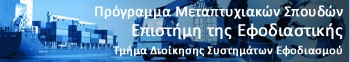 Πρόγραμμα Μεταπτυχιακών Σπουδών
Επιστήμη της Εφοδιαστικής
Τμήμα Διοίκησης Συστημάτων Εφοδιασμού